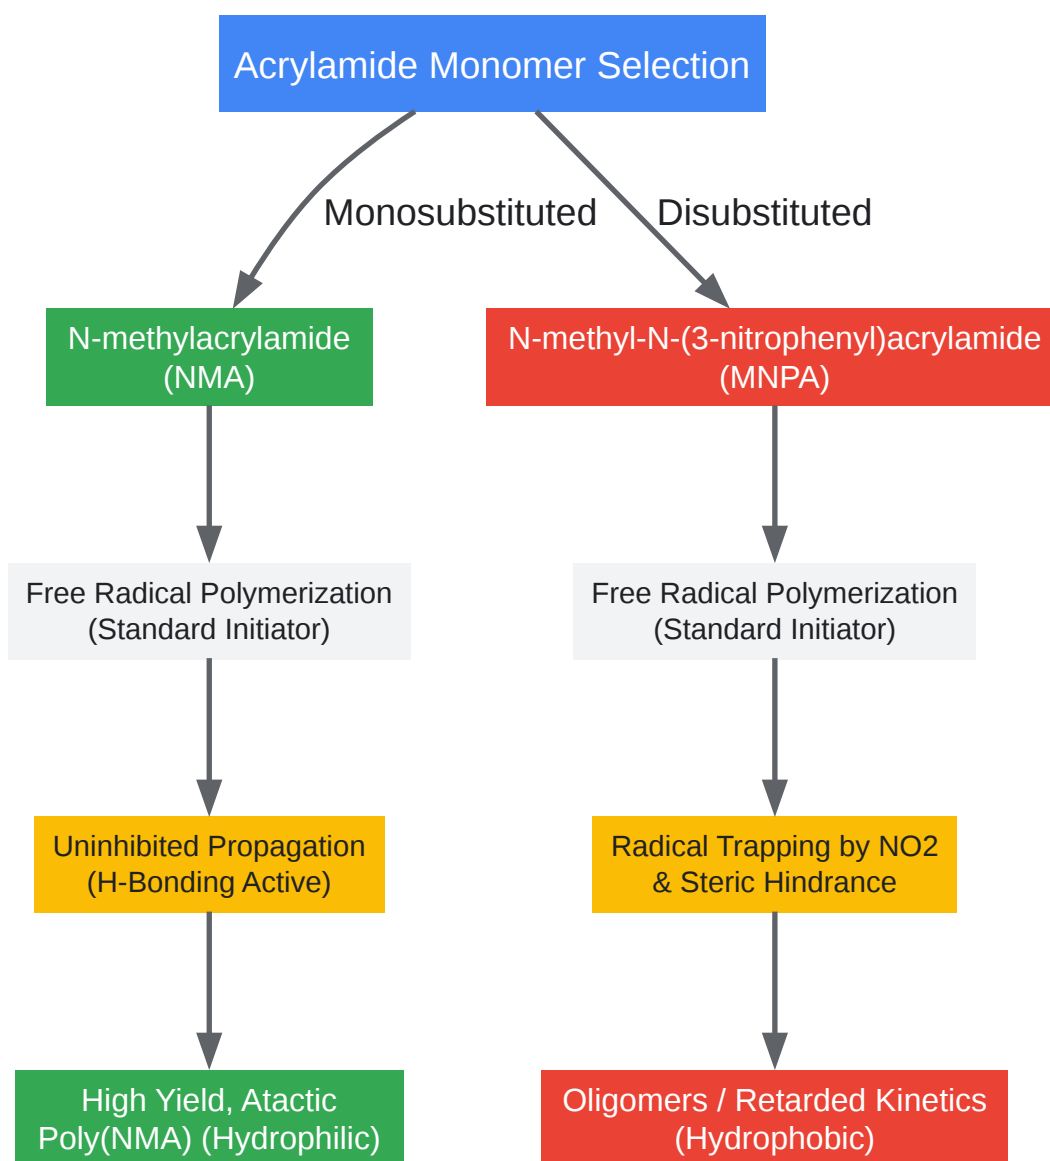 Acrylamide Monomer Selection
Monosubstituted
Disubstituted
N-methylacrylamide
(NMA)
N-methyl-N-(3-nitrophenyl)acrylamide
(MNPA)
Free Radical Polymerization
(Standard Initiator)
Free Radical Polymerization
(Standard Initiator)
Uninhibited Propagation
(H-Bonding Active)
Radical Trapping by NO2
& Steric Hindrance
High Yield, Atactic
Poly(NMA) (Hydrophilic)
Oligomers / Retarded Kinetics
(Hydrophobic)